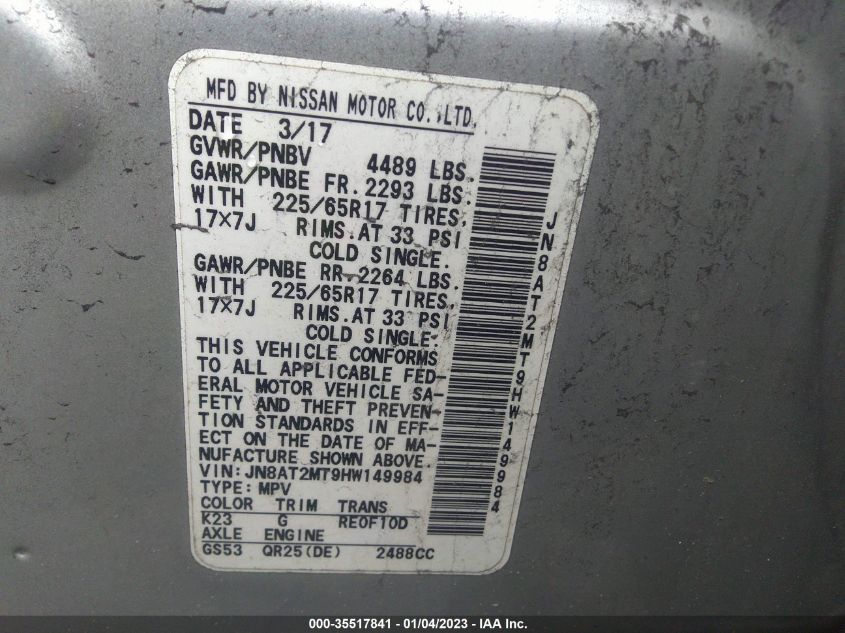 MFD BY NISSAN MOTOR CO.,LTD.
DATE 3/17
GVWR/PNBV 4489 LBS.
GAWR/PNBE FR. 2293 LBS.
WITH 225/65R17 TIRES,
17X7J RIMS.AT 33 PSI
COLD SINGLE.
GAWR/PNBE RR. 2264 LBS.
WITH 225/65R17 TIRES,
17X7J RIMS.AT 33 PSI
COLD SINGLE.
THIS VEHICLE CONFORMS
TO ALL APPLICABLE FED-
ERAL MOTOR VEHICLE SA-
FETY AND THEFT PREVEN-
TION STANDARDS IN EFF-
ECT ON THE DATE OF MA-
NUFACTURE SHOWN ABOVE.
VIN:JN8AT2MT9HW149984
TYPE:MPV
COLOR TRIM TRANS
K23 G RE0F10D
AXLE ENGINE
GS53 QR25(DE) 2488CC
JN8AT2MT9HW149984
000-35517841 - 01/04/2023 - IAA Inc.